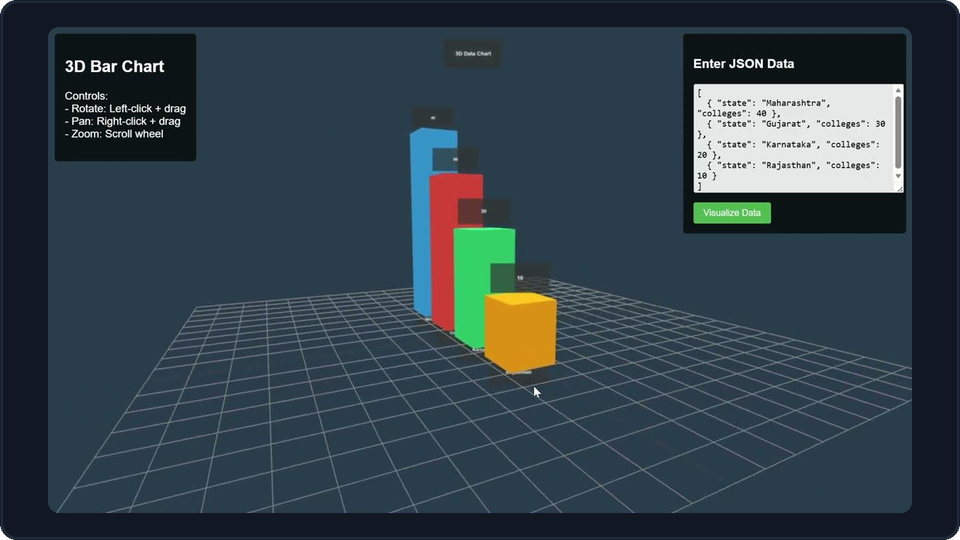 3D Bar Chart
Controls:
- Rotate: Left-click + drag
- Pan: Right-click + drag
- Zoom: Scroll wheel
3D Data Chart
40
30
20
10
Enter JSON Data
[
{ "state": "Maharashtra",
"colleges": 40 },
{ "state": "Gujarat", "colleges": 30
},
{ "state": "Karnataka", "colleges":
20 },
{ "state": "Rajasthan", "colleges":
10 }
]
Visualize Data